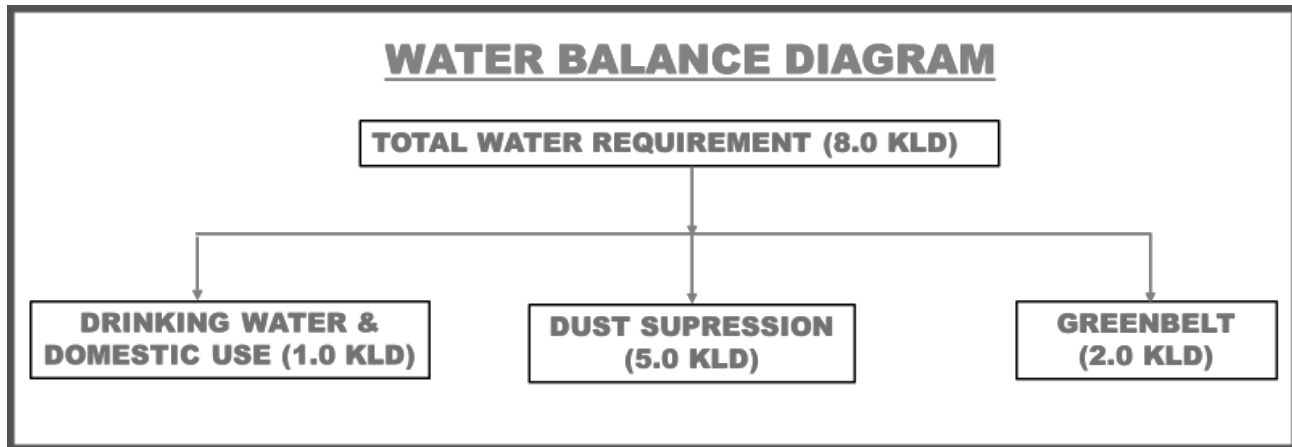 WATER BALANCE DIAGRAM
TOTAL WATER REQUIREMENT (8.0 KLD)
DRINKING WATER &
DOMESTIC USE (1.0 KLD)
DUST SUPRESSION
(5.0 KLD)
GREENBELT
(2.0 KLD)